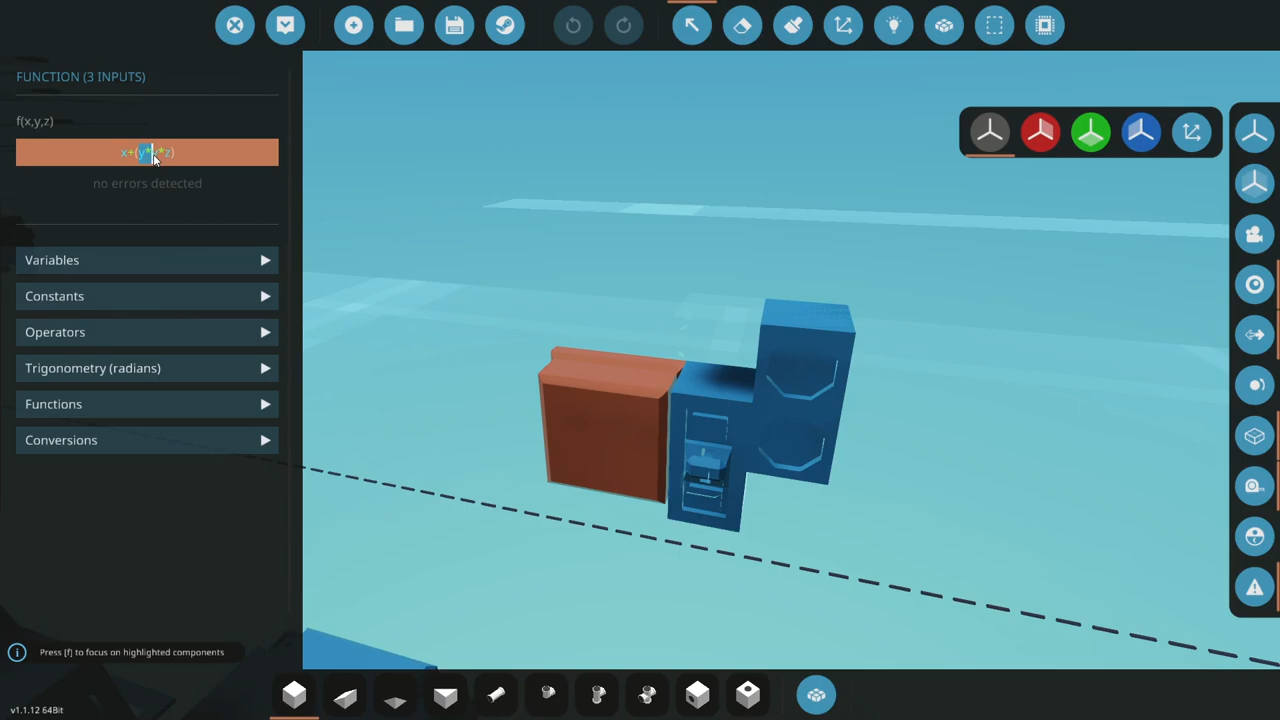 FUNCTION (3 INPUTS)
f(x,y,z)
x+(y*y*z)
no errors detected
Variables
Constants
Operators
Trigonometry (radians)
Functions
Conversions
Press [f] to focus on highlighted components
v1.1.12 64Bit